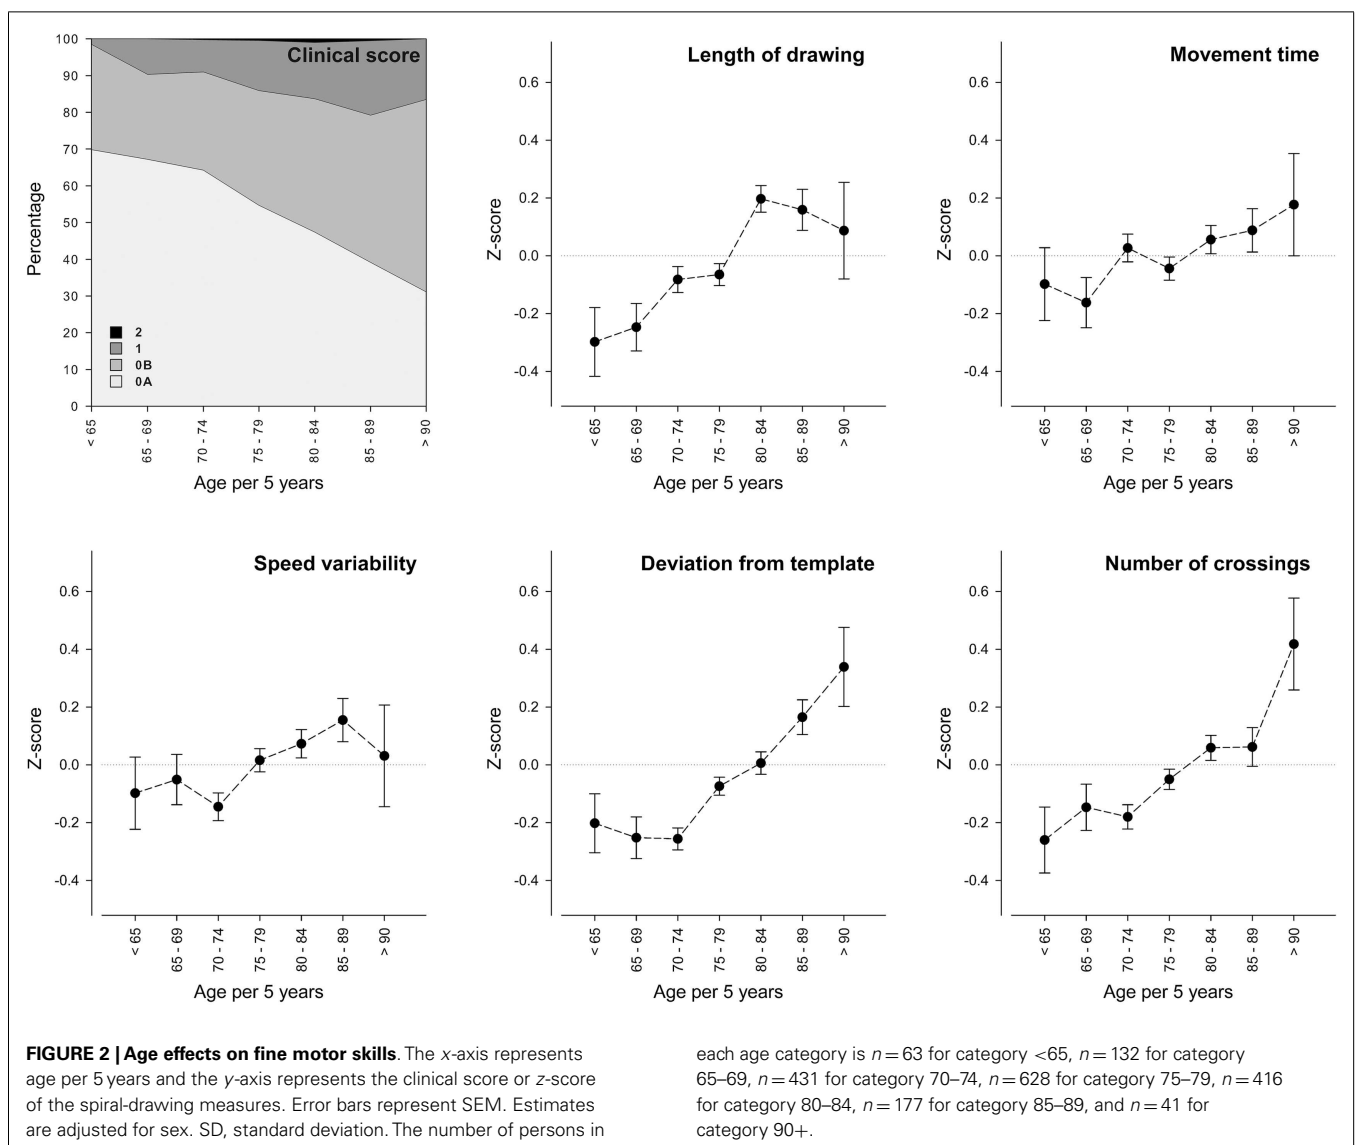 Clinical score
Percentage
100
90
80
70
60
50
40
30
20
10
0
2
1
0B
0A
< 65
65 - 69
70 - 74
75 - 79
80 - 84
85 - 89
> 90
Age per 5 years
Length of drawing
Z-score
0.6
0.4
0.2
0.0
-0.2
-0.4
< 65
65 - 69
70 - 74
75 - 79
80 - 84
85 - 89
> 90
Age per 5 years
Movement time
Z-score
0.6
0.4
0.2
0.0
-0.2
-0.4
< 65
65 - 69
70 - 74
75 - 79
80 - 84
85 - 89
> 90
Age per 5 years
Speed variability
Z-score
0.6
0.4
0.2
0.0
-0.2
-0.4
< 65
65 - 69
70 - 74
75 - 79
80 - 84
85 - 89
> 90
Age per 5 years
Deviation from template
Z-score
0.6
0.4
0.2
0.0
-0.2
-0.4
< 65
65 - 69
70 - 74
75 - 79
80 - 84
85 - 89
> 90
Age per 5 years
Number of crossings
Z-score
0.6
0.4
0.2
0.0
-0.2
-0.4
< 65
65 - 69
70 - 74
75 - 79
80 - 84
85 - 89
> 90
Age per 5 years
FIGURE 2 | Age effects on fine motor skills. The x-axis represents
age per 5 years and the y-axis represents the clinical score or z-score
of the spiral-drawing measures. Error bars represent SEM. Estimates
are adjusted for sex. SD, standard deviation. The number of persons in
each age category is n = 63 for category <65, n = 132 for category
65–69, n = 431 for category 70–74, n = 628 for category 75–79, n = 416
for category 80–84, n = 177 for category 85–89, and n = 41 for
category 90+.